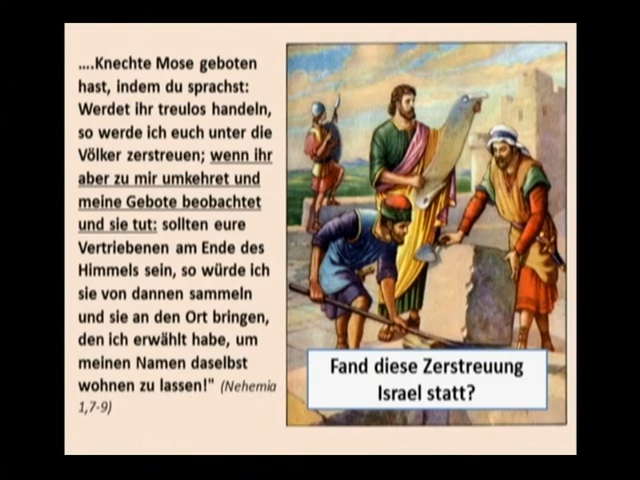 ....Knechte Mose geboten
hast, indem du sprachst:
Werdet ihr treulos handeln,
so werde ich euch unter die
Völker zerstreuen; wenn ihr
aber zu mir umkehret und
meine Gebote beobachtet
und sie tut: sollten eure
Vertriebenen am Ende des
Himmels sein, so würde ich
sie von dannen sammeln
und sie an den Ort bringen,
den ich erwählt habe, um
meinen Namen daselbst
wohnen zu lassen!" (Nehemia
1,7-9)
Fand diese Zerstreuung
Israel statt?